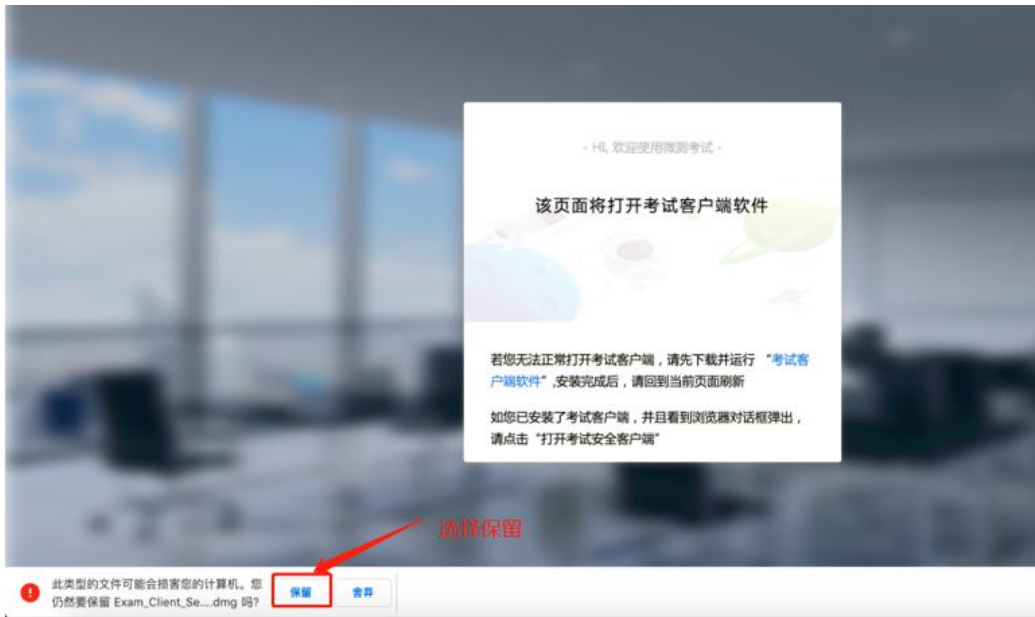 - HI, 欢迎使用微测考试 -
该页面将打开考试客户端软件
若您无法正常打开考试客户端，请先下载并运行 “考试客
户端软件” ,安装完成后，请回到当前页面刷新
如您已安装了考试客户端，并且看到浏览器对话框弹出，
请点击“打开考试安全客户端”
选择保留
此类型的文件可能会损害您的计算机。您
仍然要保留 Exam_Client_Se....dmg 吗?
保留
舍弃